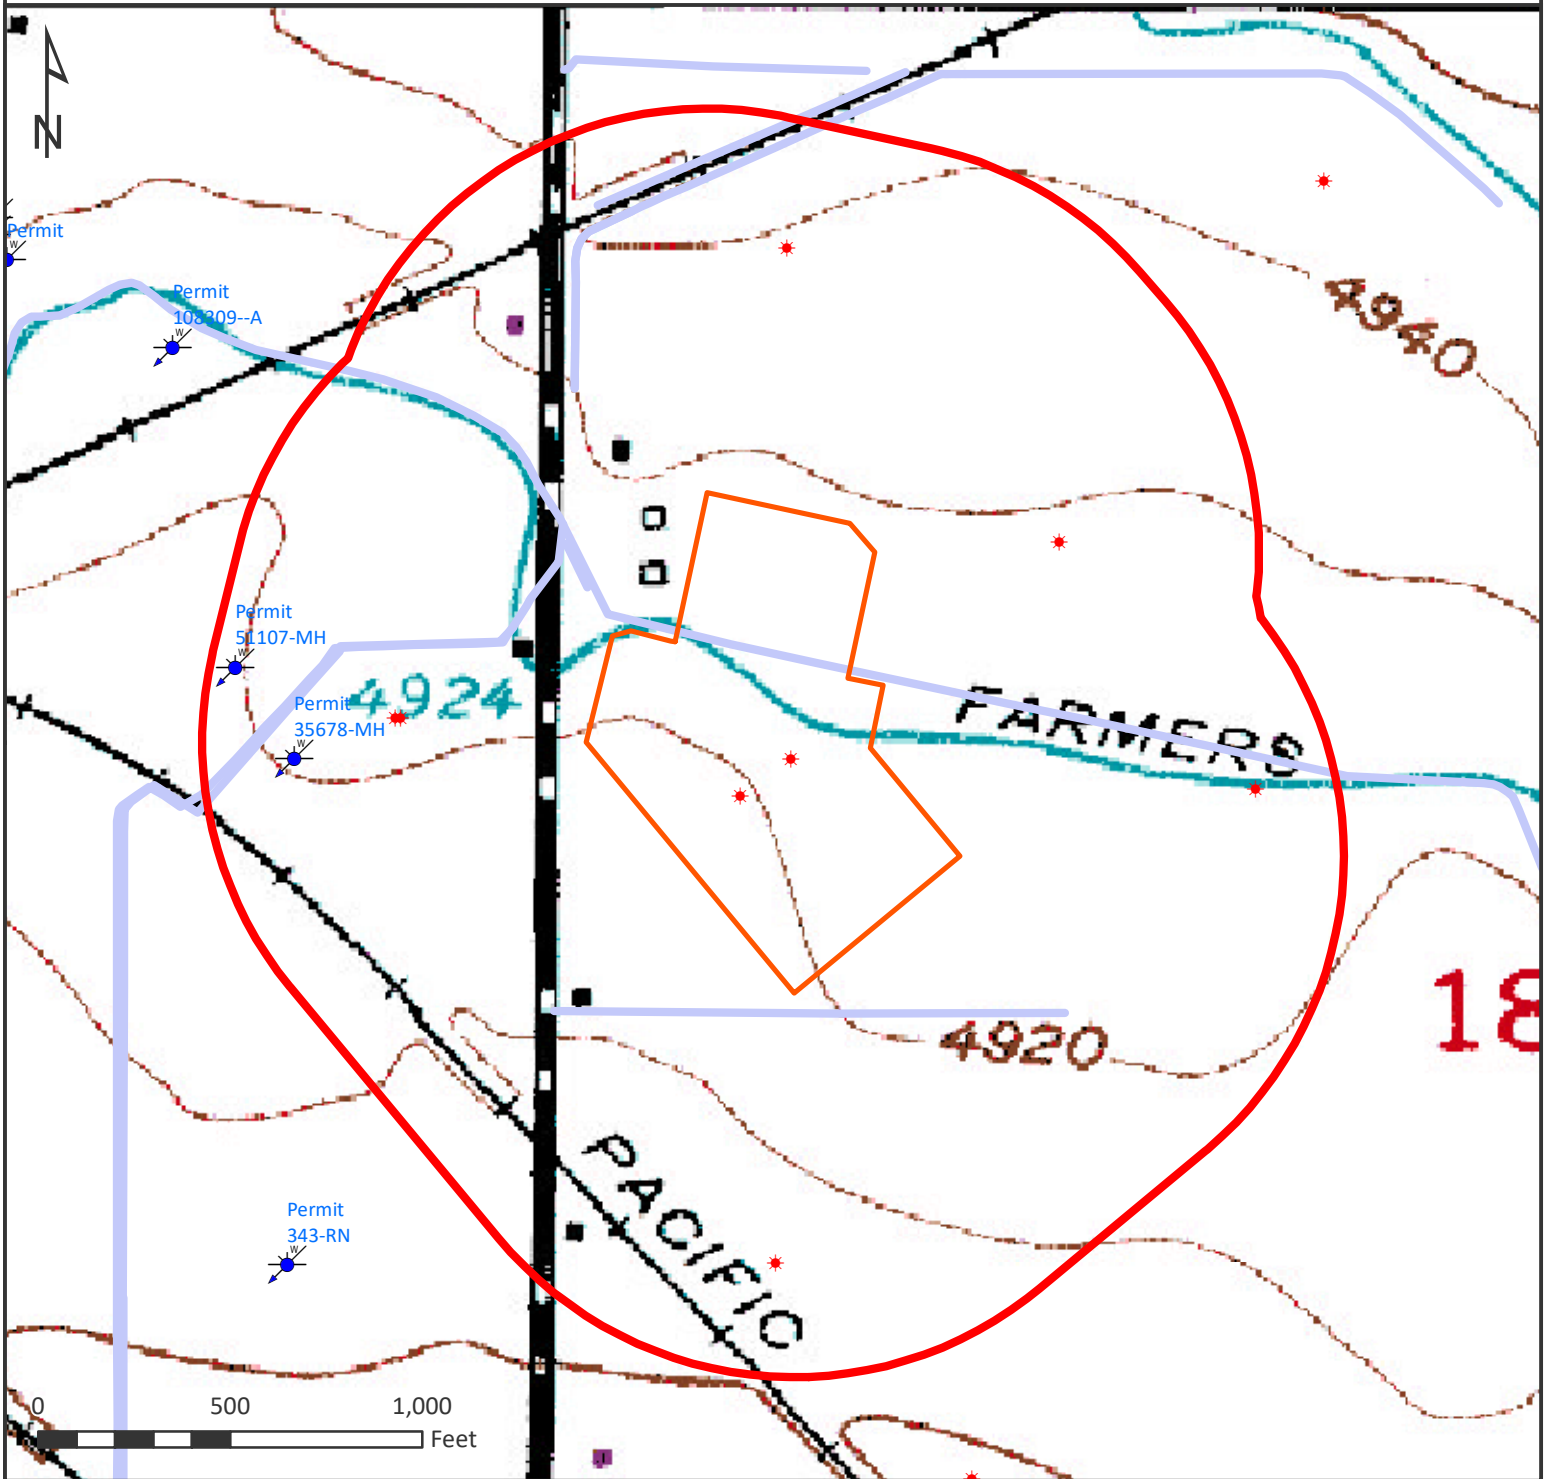 N
Permit
W
Permit
108309--A
W
4940
Permit
51107-MH
W
4924
Permit
35678-MH
W
FARMERS
18
4920
PACIFIC
Permit
343-RN
W
0 500 1,000
Feet